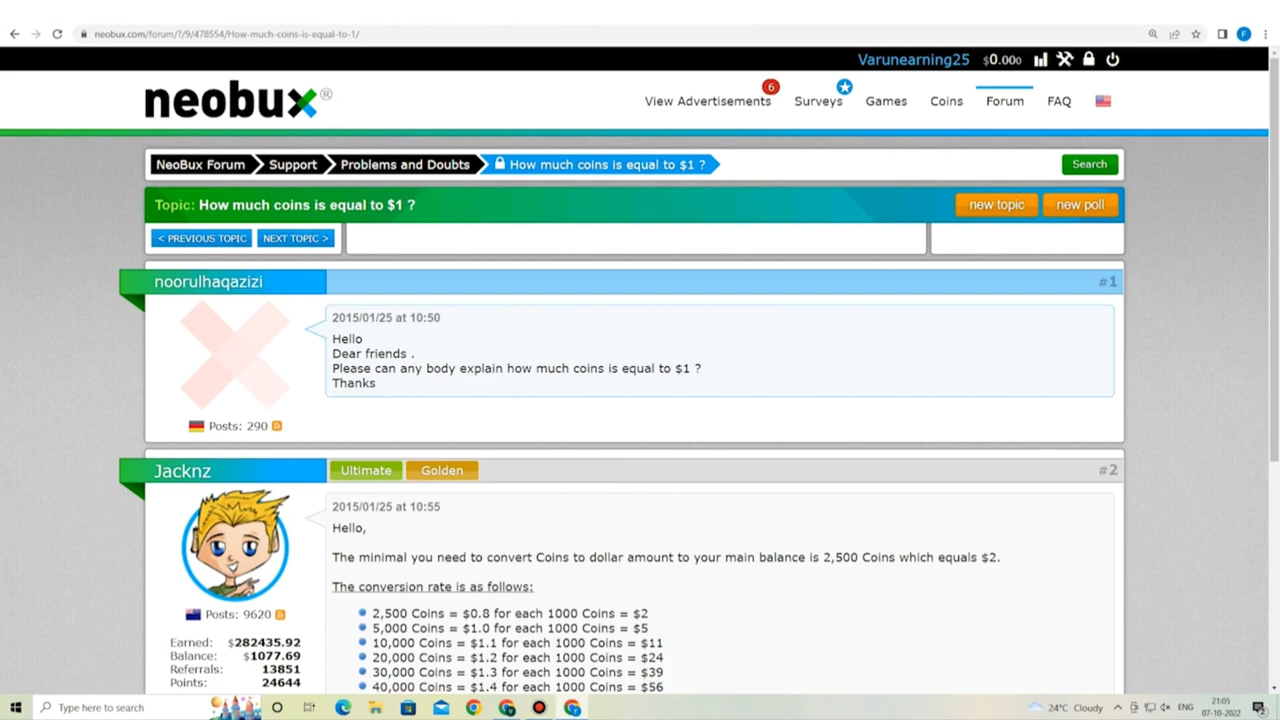 neobux.com/forum/?/9/478554/How-much-coins-is-equal-to-1/
F
Varunearning25 $0.000
neobux®
View Advertisements 6 Surveys Games Coins Forum FAQ
NeoBux Forum Support Problems and Doubts How much coins is equal to $1 ? Search
Topic: How much coins is equal to $1 ? new topic new poll
< PREVIOUS TOPIC NEXT TOPIC >
noorulhaqazizi #1
2015/01/25 at 10:50
Hello
Dear friends .
Please can any body explain how much coins is equal to $1 ?
Thanks
Posts: 290
Jacknz Ultimate Golden #2
2015/01/25 at 10:55
Hello,
The minimal you need to convert Coins to dollar amount to your main balance is 2,500 Coins which equals $2.
The conversion rate is as follows:
2,500 Coins = $0.8 for each 1000 Coins = $2
5,000 Coins = $1.0 for each 1000 Coins = $5
10,000 Coins = $1.1 for each 1000 Coins = $11
20,000 Coins = $1.2 for each 1000 Coins = $24
30,000 Coins = $1.3 for each 1000 Coins = $39
40,000 Coins = $1.4 for each 1000 Coins = $56
Posts: 9620
Earned: $282435.92
Balance: $1077.69
Referrals: 13851
Points: 24644
Type here to search
24°C Cloudy ENG 21:05
07-10-2022 2